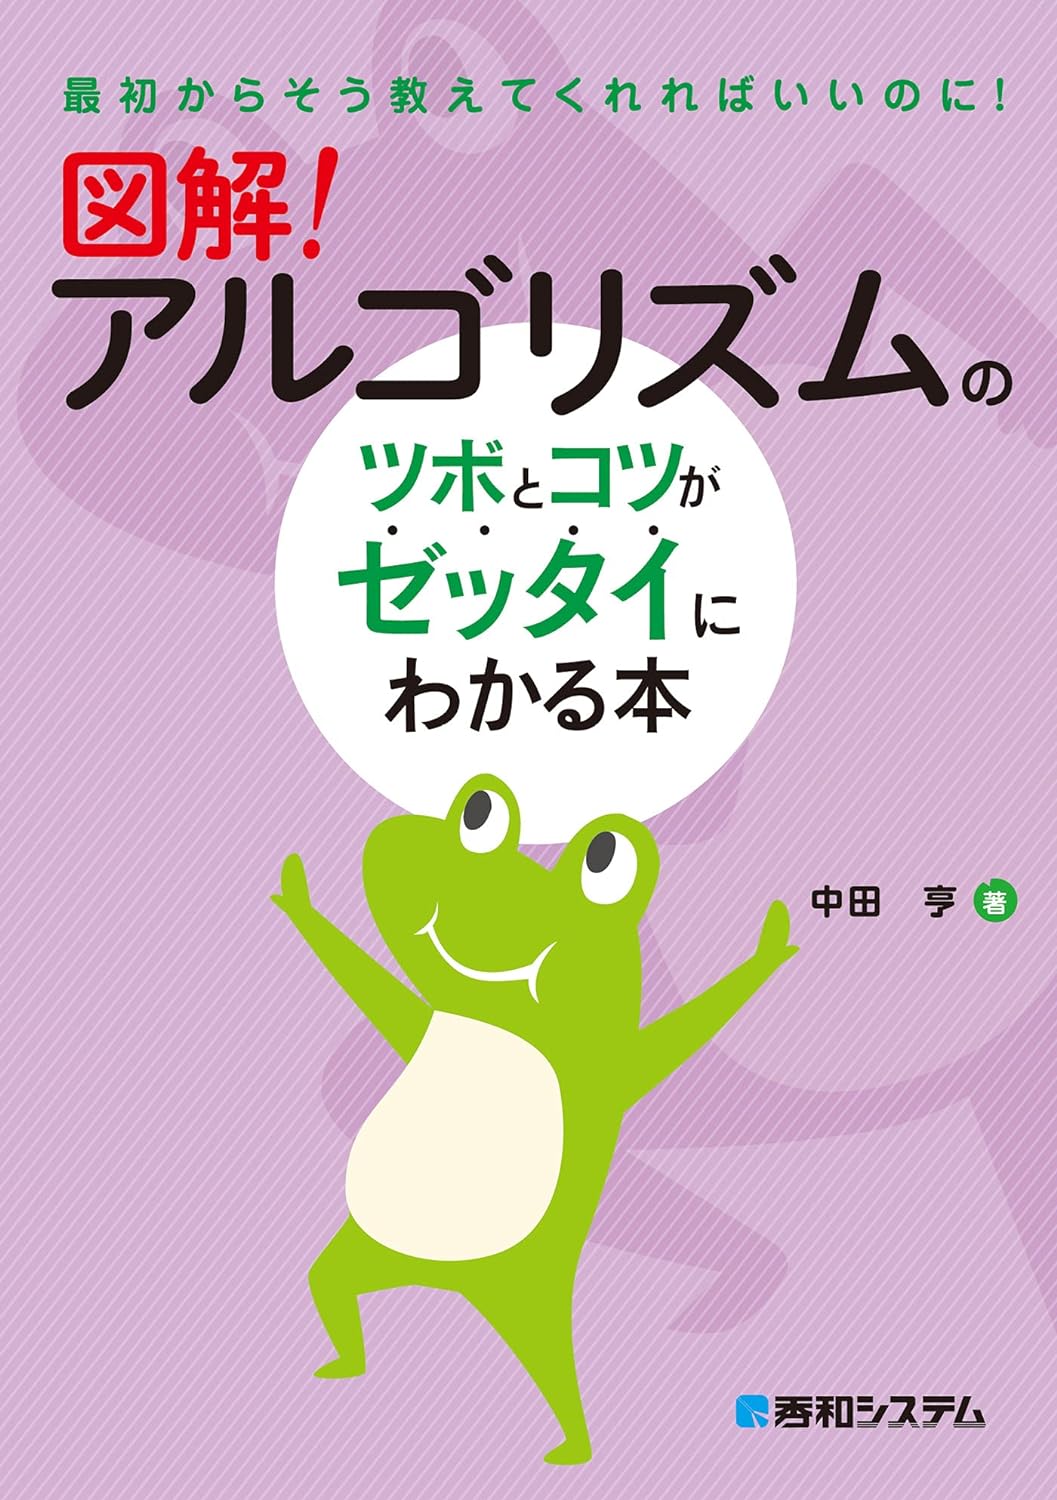 最初からそう教えてくれればいいのに!
図解!
アルゴリズムの
ツボとコツが
ゼッタイに
わかる本
中田 亨 著
秀和システム